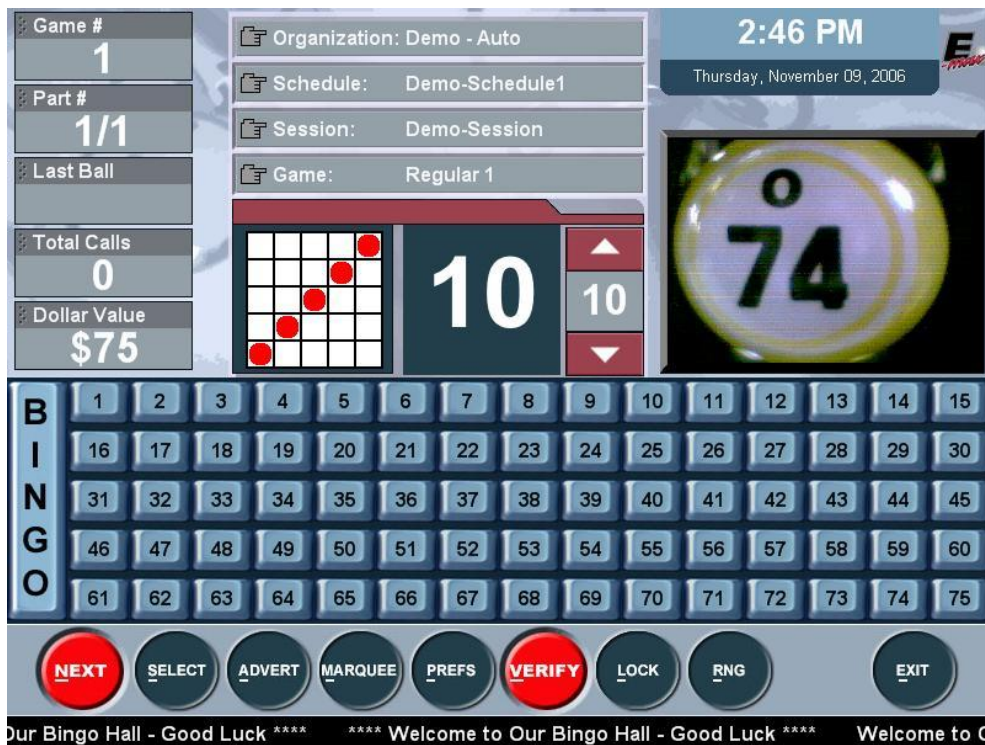 Game #
1
Part #
1/1
Last Ball
Total Calls
0
Dollar Value
$75
Organization: Demo - Auto
Schedule: Demo-Schedule1
Session: Demo-Session
Game: Regular 1
10
10
2:46 PM
Thursday, November 09, 2006
E
O
74
B 1 2 3 4 5 6 7 8 9 10 11 12 13 14 15
I 16 17 18 19 20 21 22 23 24 25 26 27 28 29 30
N 31 32 33 34 35 36 37 38 39 40 41 42 43 44 45
G 46 47 48 49 50 51 52 53 54 55 56 57 58 59 60
O 61 62 63 64 65 66 67 68 69 70 71 72 73 74 75
NEXT SELECT ADVERT MARQUEE PREFS VERIFY LOCK RNG EXIT
Our Bingo Hall - Good Luck **** **** Welcome to Our Bingo Hall - Good Luck **** Welcome to